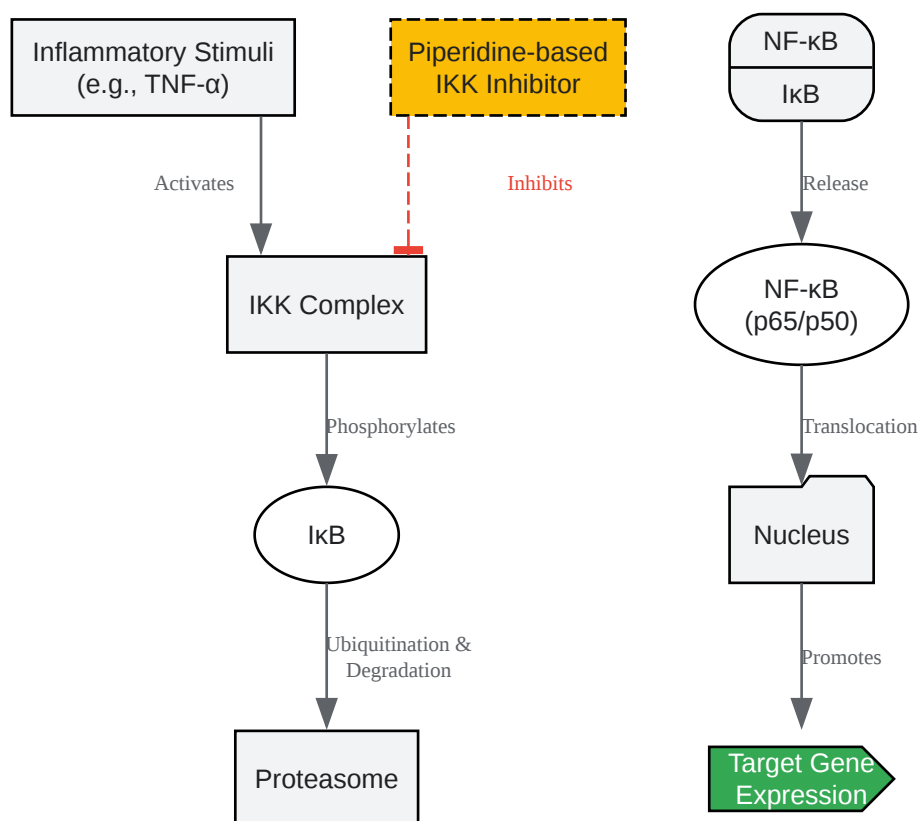 Inflammatory Stimuli
(e.g., TNF-α)
Piperidine-based
IKK Inhibitor
NF-κB
IκB
Activates
Inhibits
Release
IKK Complex
NF-κB
(p65/p50)
Phosphorylates
Translocation
IκB
Nucleus
Ubiquitination &
Degradation
Promotes
Proteasome
Target Gene
Expression